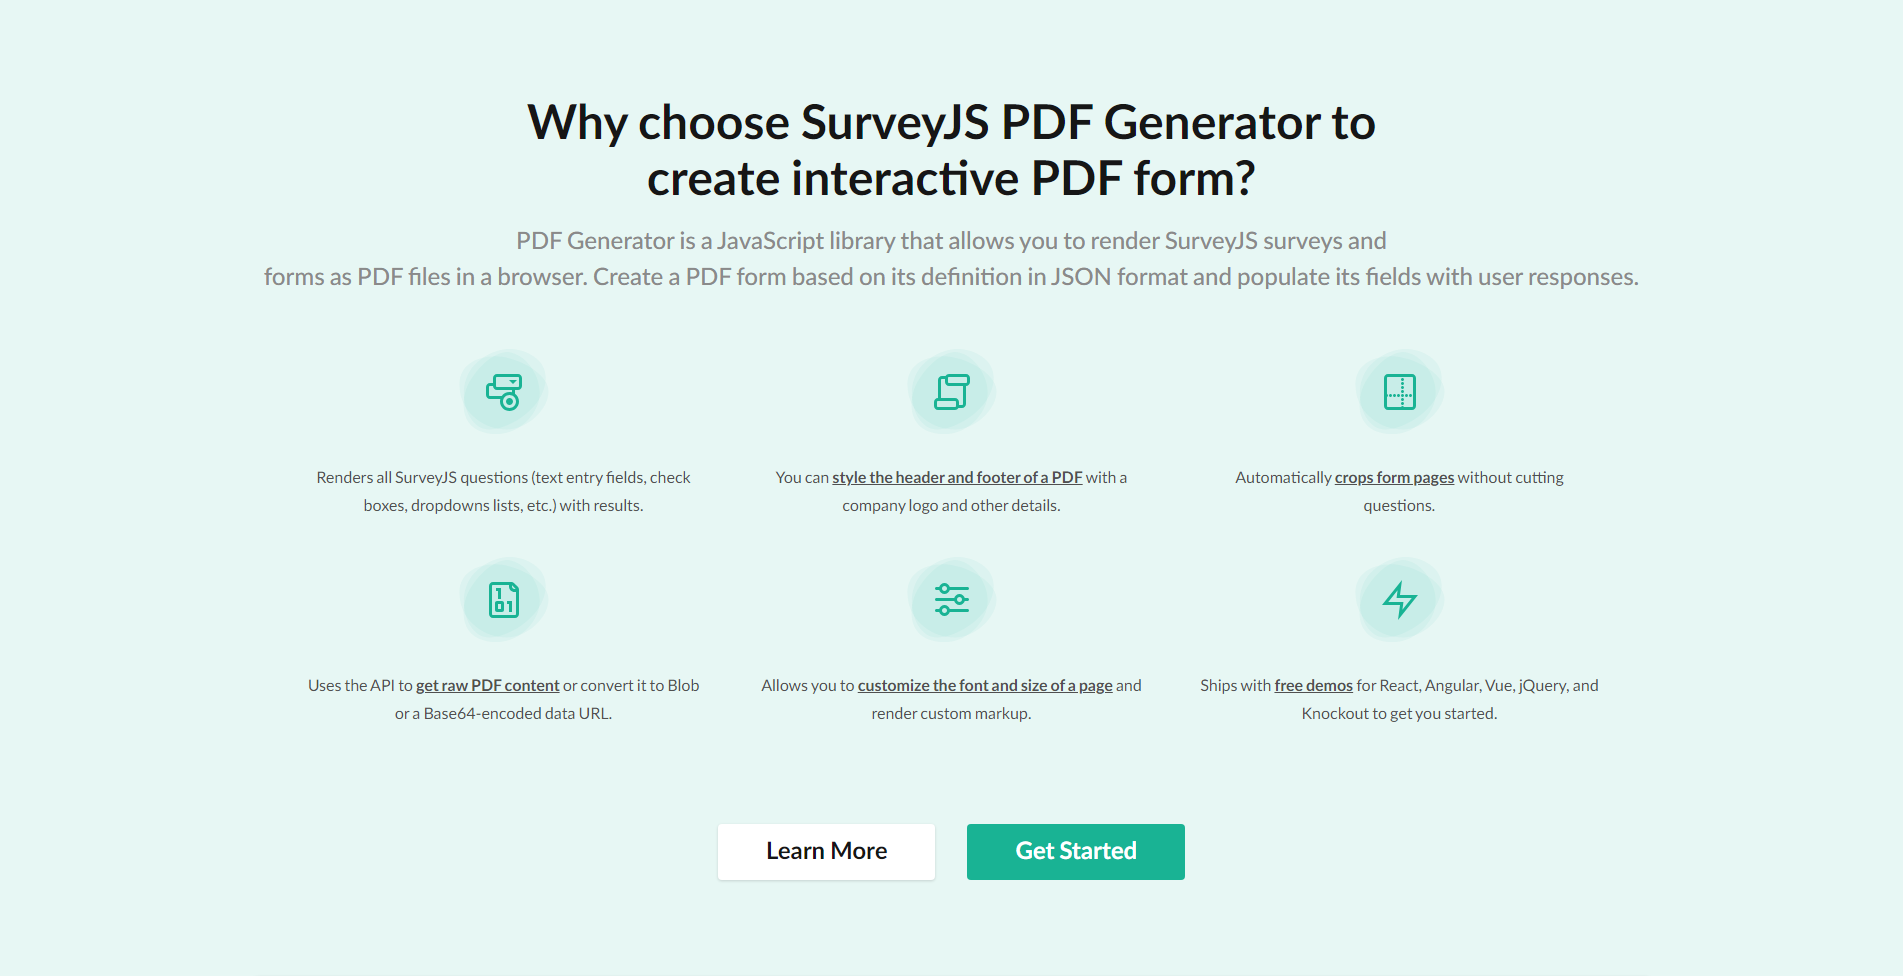 Why choose SurveyJS PDF Generator to
create interactive PDF form?
PDF Generator is a JavaScript library that allows you to render SurveyJS surveys and
forms as PDF files in a browser. Create a PDF form based on its definition in JSON format and populate its fields with user responses.
Renders all SurveyJS questions (text entry fields, check
boxes, dropdowns lists, etc.) with results.
You can style the header and footer of a PDF with a
company logo and other details.
Automatically crops form pages without cutting
questions.
1
01
Uses the API to get raw PDF content or convert it to Blob
or a Base64-encoded data URL.
Allows you to customize the font and size of a page and
render custom markup.
Ships with free demos for React, Angular, Vue, jQuery, and
Knockout to get you started.
Learn More
Get Started